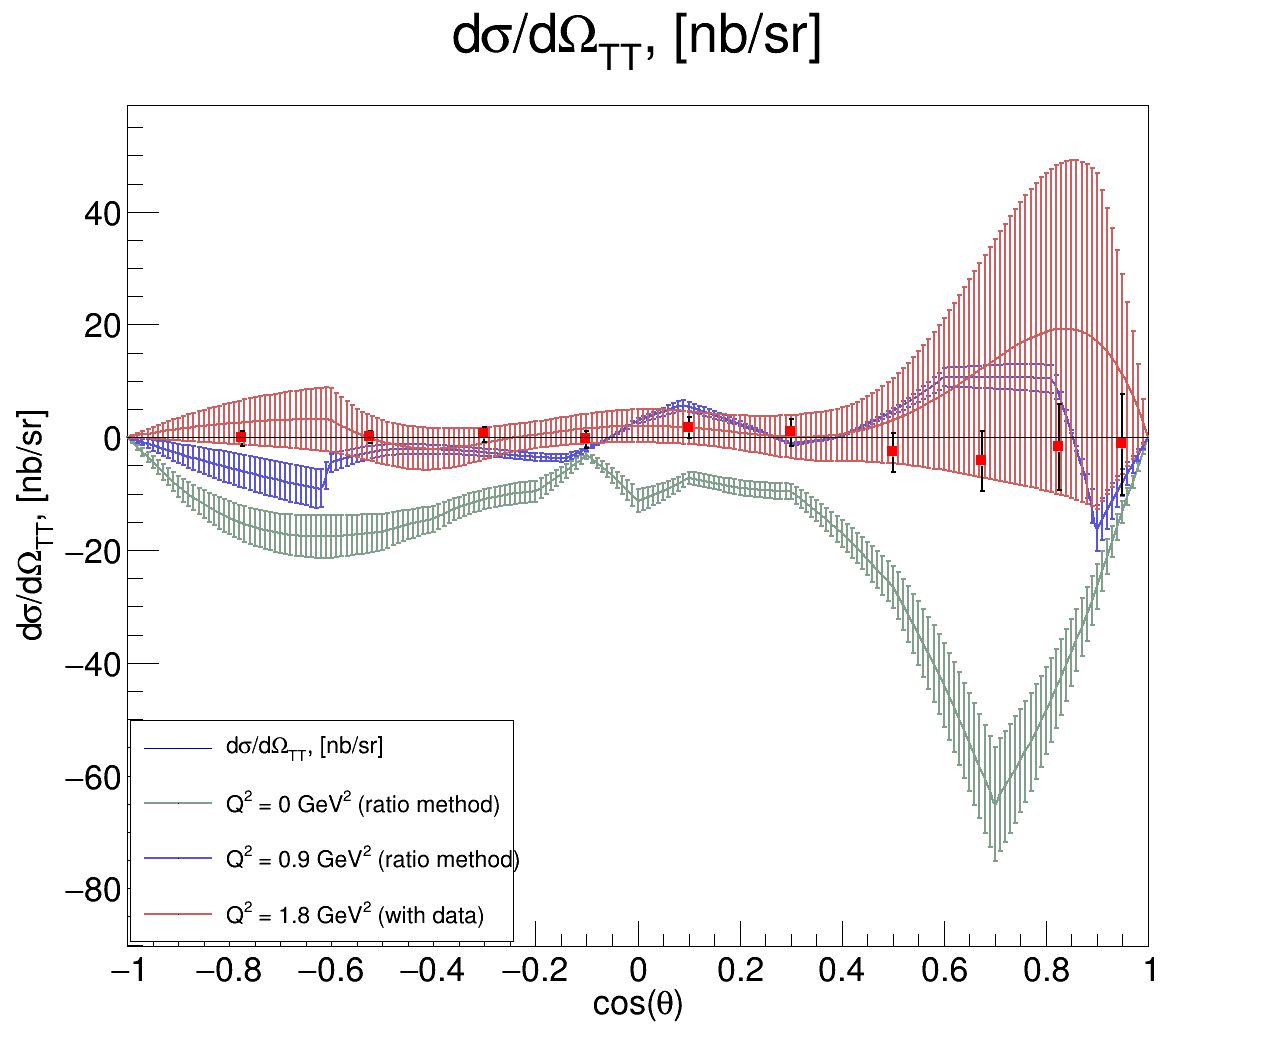 dσ/dΩ_TT, [nb/sr]
dσ/dΩ_TT, [nb/sr]
40
20
0
−20
−40
−60
−80
dσ/dΩ_TT, [nb/sr]
Q² = 0 GeV² (ratio method)
Q² = 0.9 GeV² (ratio method)
Q² = 1.8 GeV² (with data)
−1 −0.8 −0.6 −0.4 −0.2 0 0.2 0.4 0.6 0.8 1
cos(θ)